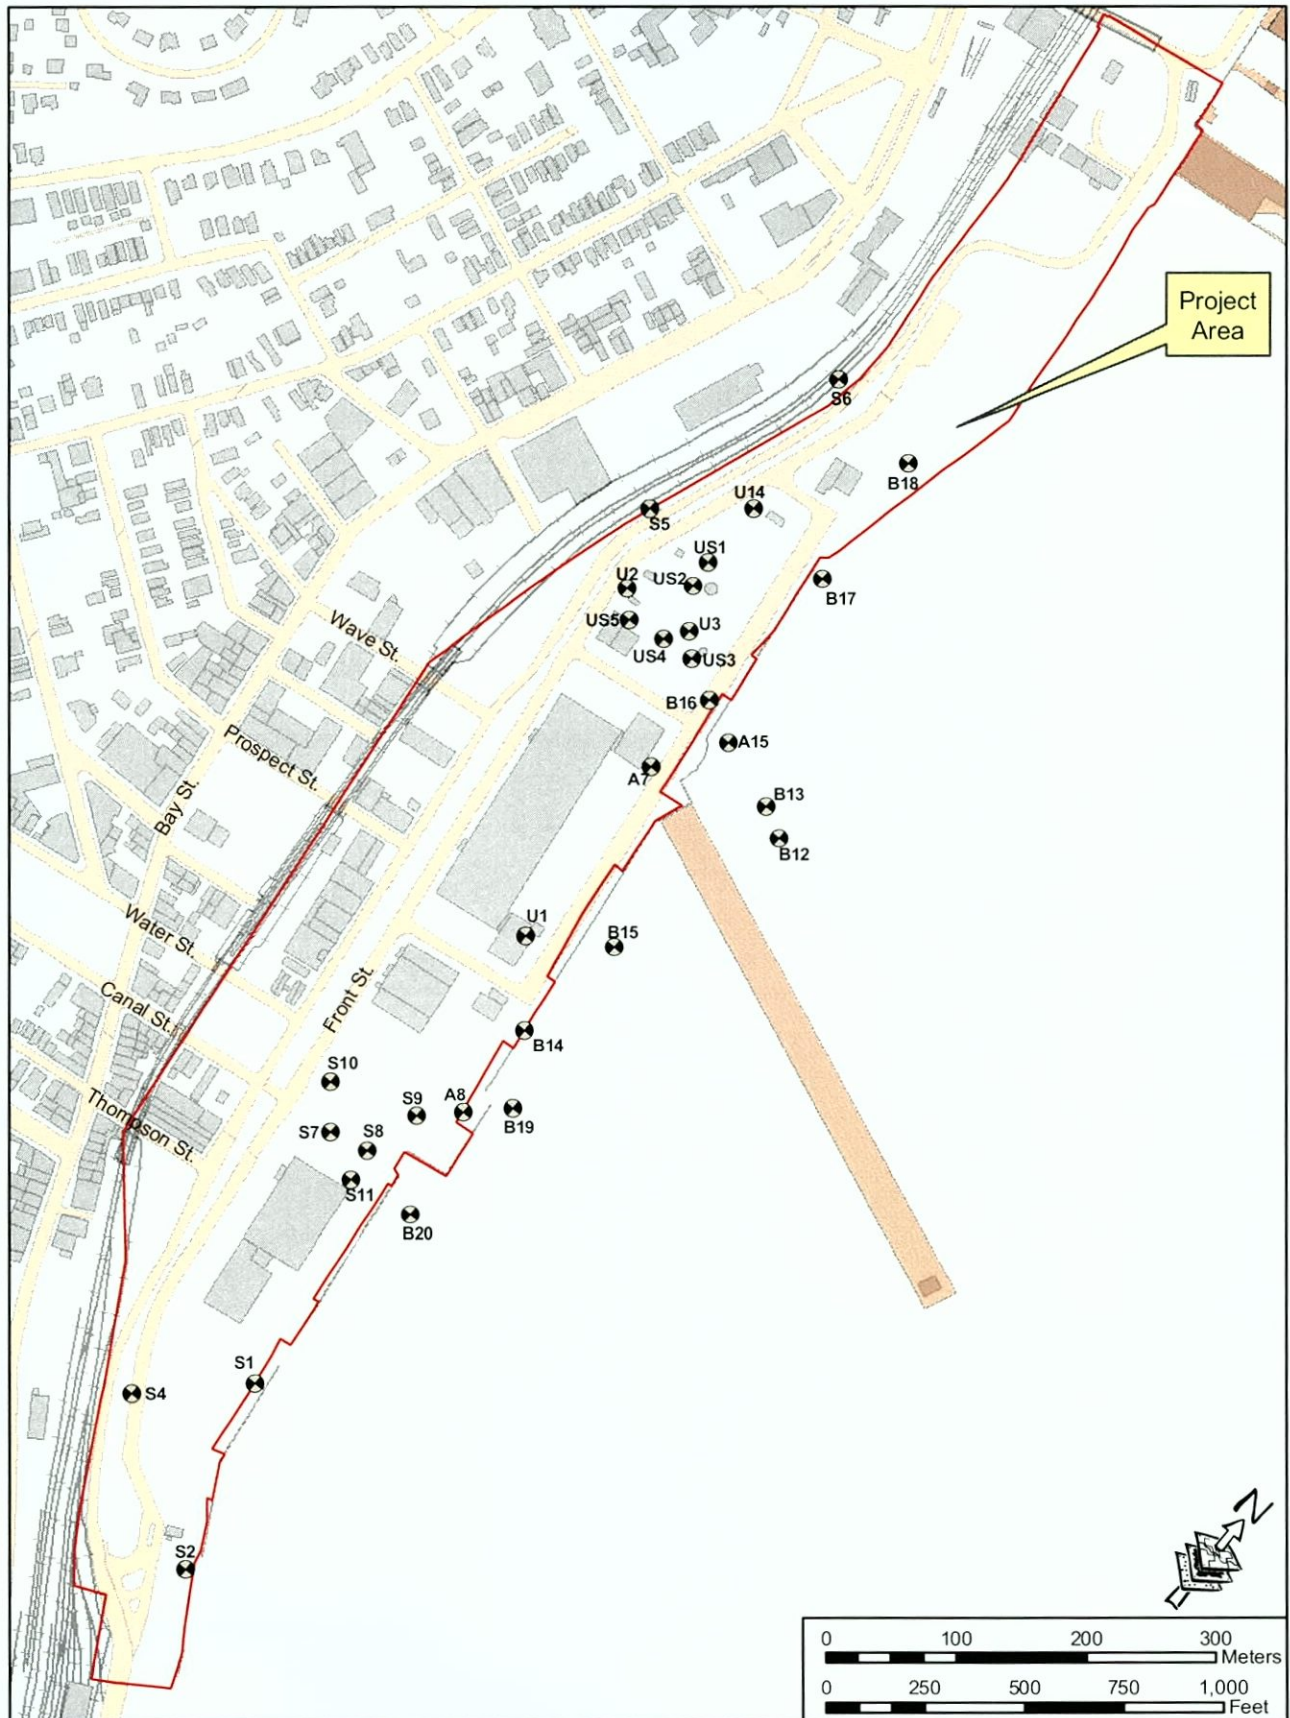 Project
Area
S6
B18
U14
S5
US1
U2
US2
B17
US5
U3
US4
US3
Wave St.
B16
Prospect St.
A15
A7
Bay St.
B13
B12
Water St.
U1
B15
Canal St.
Front St.
B14
S10
Thompson St.
S9
A8
B19
S7
S8
S11
B20
S1
S4
N
S2
0 100 200 300
Meters
0 250 500 750 1,000
Feet